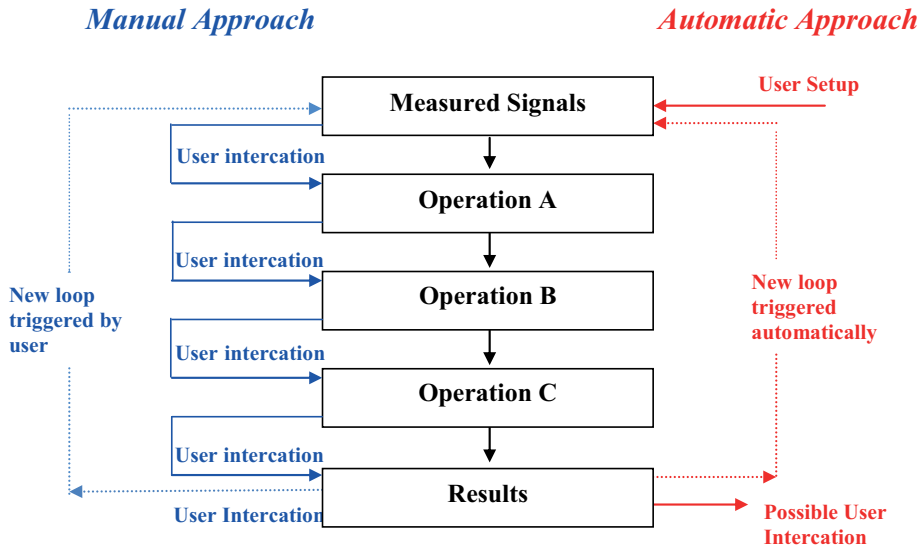 Manual Approach
Automatic Approach
Measured Signals
User Setup
User intercation
Operation A
User intercation
Operation B
New loop
triggered by
user
New loop
triggered
automatically
User intercation
Operation C
User intercation
Results
User Intercation
Possible User
Intercation